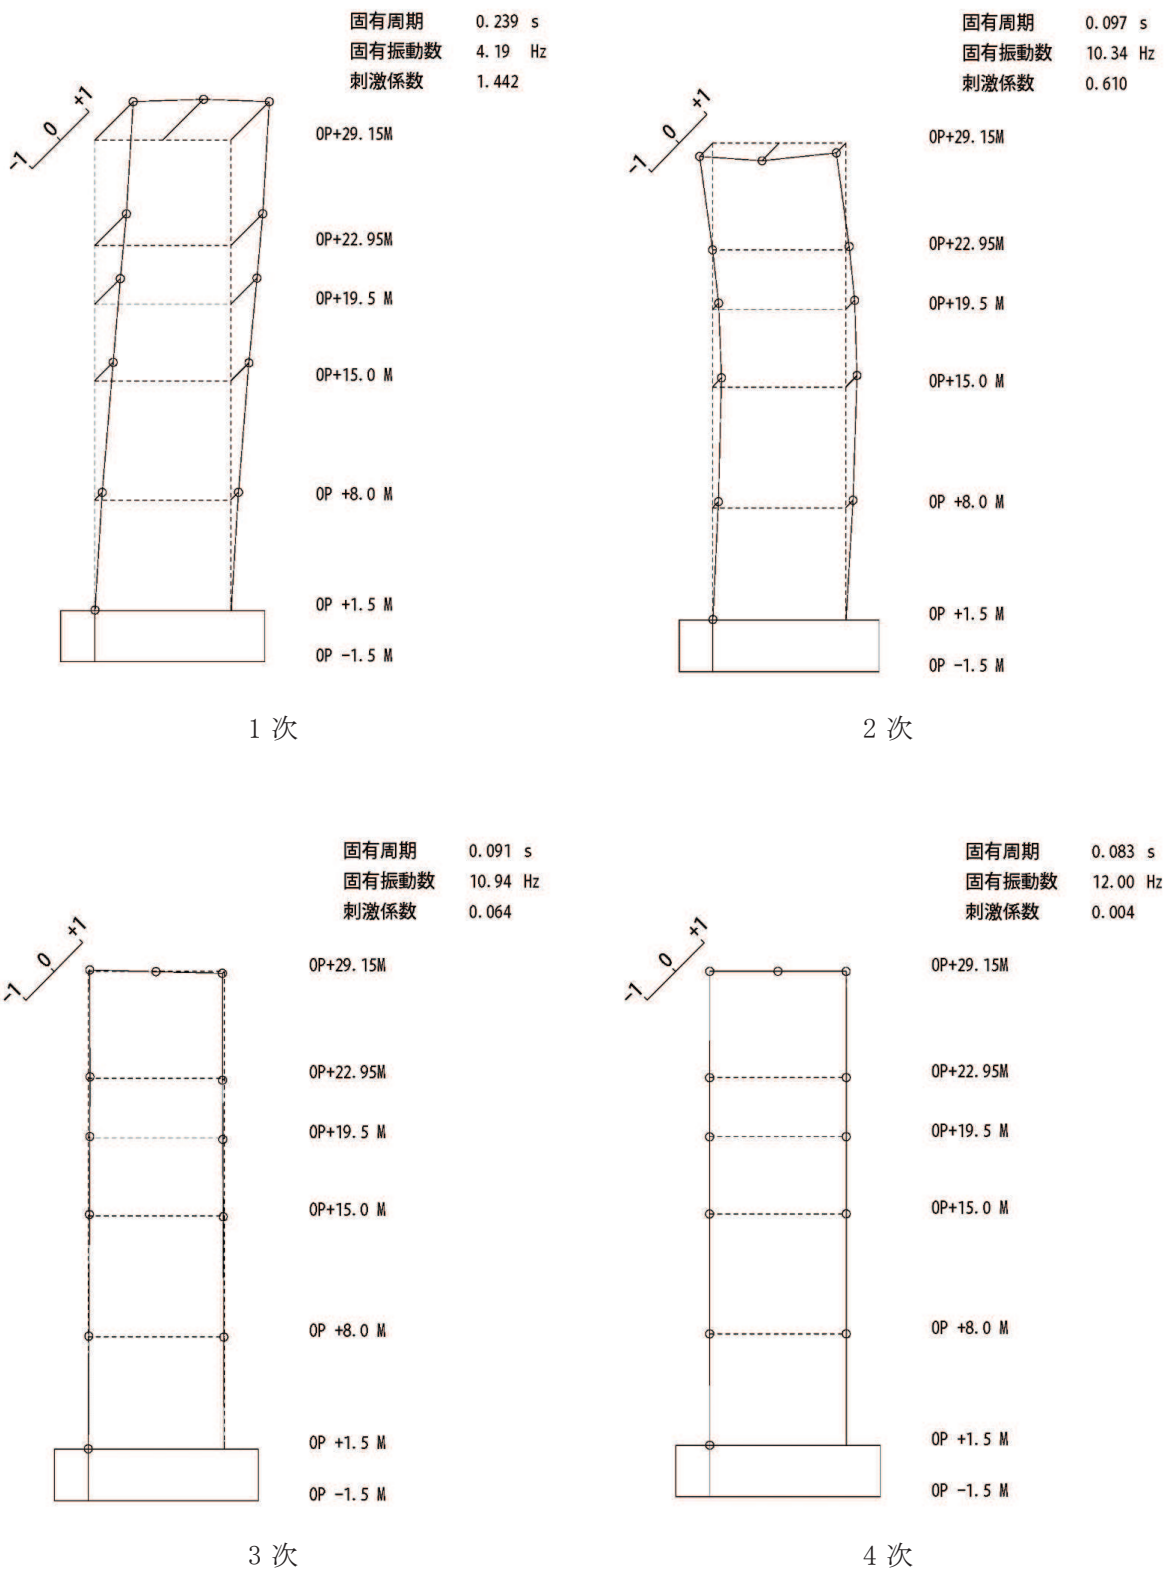 固有周期 0.239 s
固有振動数 4.19 Hz
刺激係数 1.442
+1
0
-1
OP+29.15M
OP+22.95M
OP+19.5 M
OP+15.0 M
OP +8.0 M
OP +1.5 M
OP -1.5 M
1 次
固有周期 0.097 s
固有振動数 10.34 Hz
刺激係数 0.610
+1
0
-1
OP+29.15M
OP+22.95M
OP+19.5 M
OP+15.0 M
OP +8.0 M
OP +1.5 M
OP -1.5 M
2 次
固有周期 0.091 s
固有振動数 10.94 Hz
刺激係数 0.064
+1
0
-1
OP+29.15M
OP+22.95M
OP+19.5 M
OP+15.0 M
OP +8.0 M
OP +1.5 M
OP -1.5 M
3 次
固有周期 0.083 s
固有振動数 12.00 Hz
刺激係数 0.004
+1
0
-1
OP+29.15M
OP+22.95M
OP+19.5 M
OP+15.0 M
OP +8.0 M
OP +1.5 M
OP -1.5 M
4 次